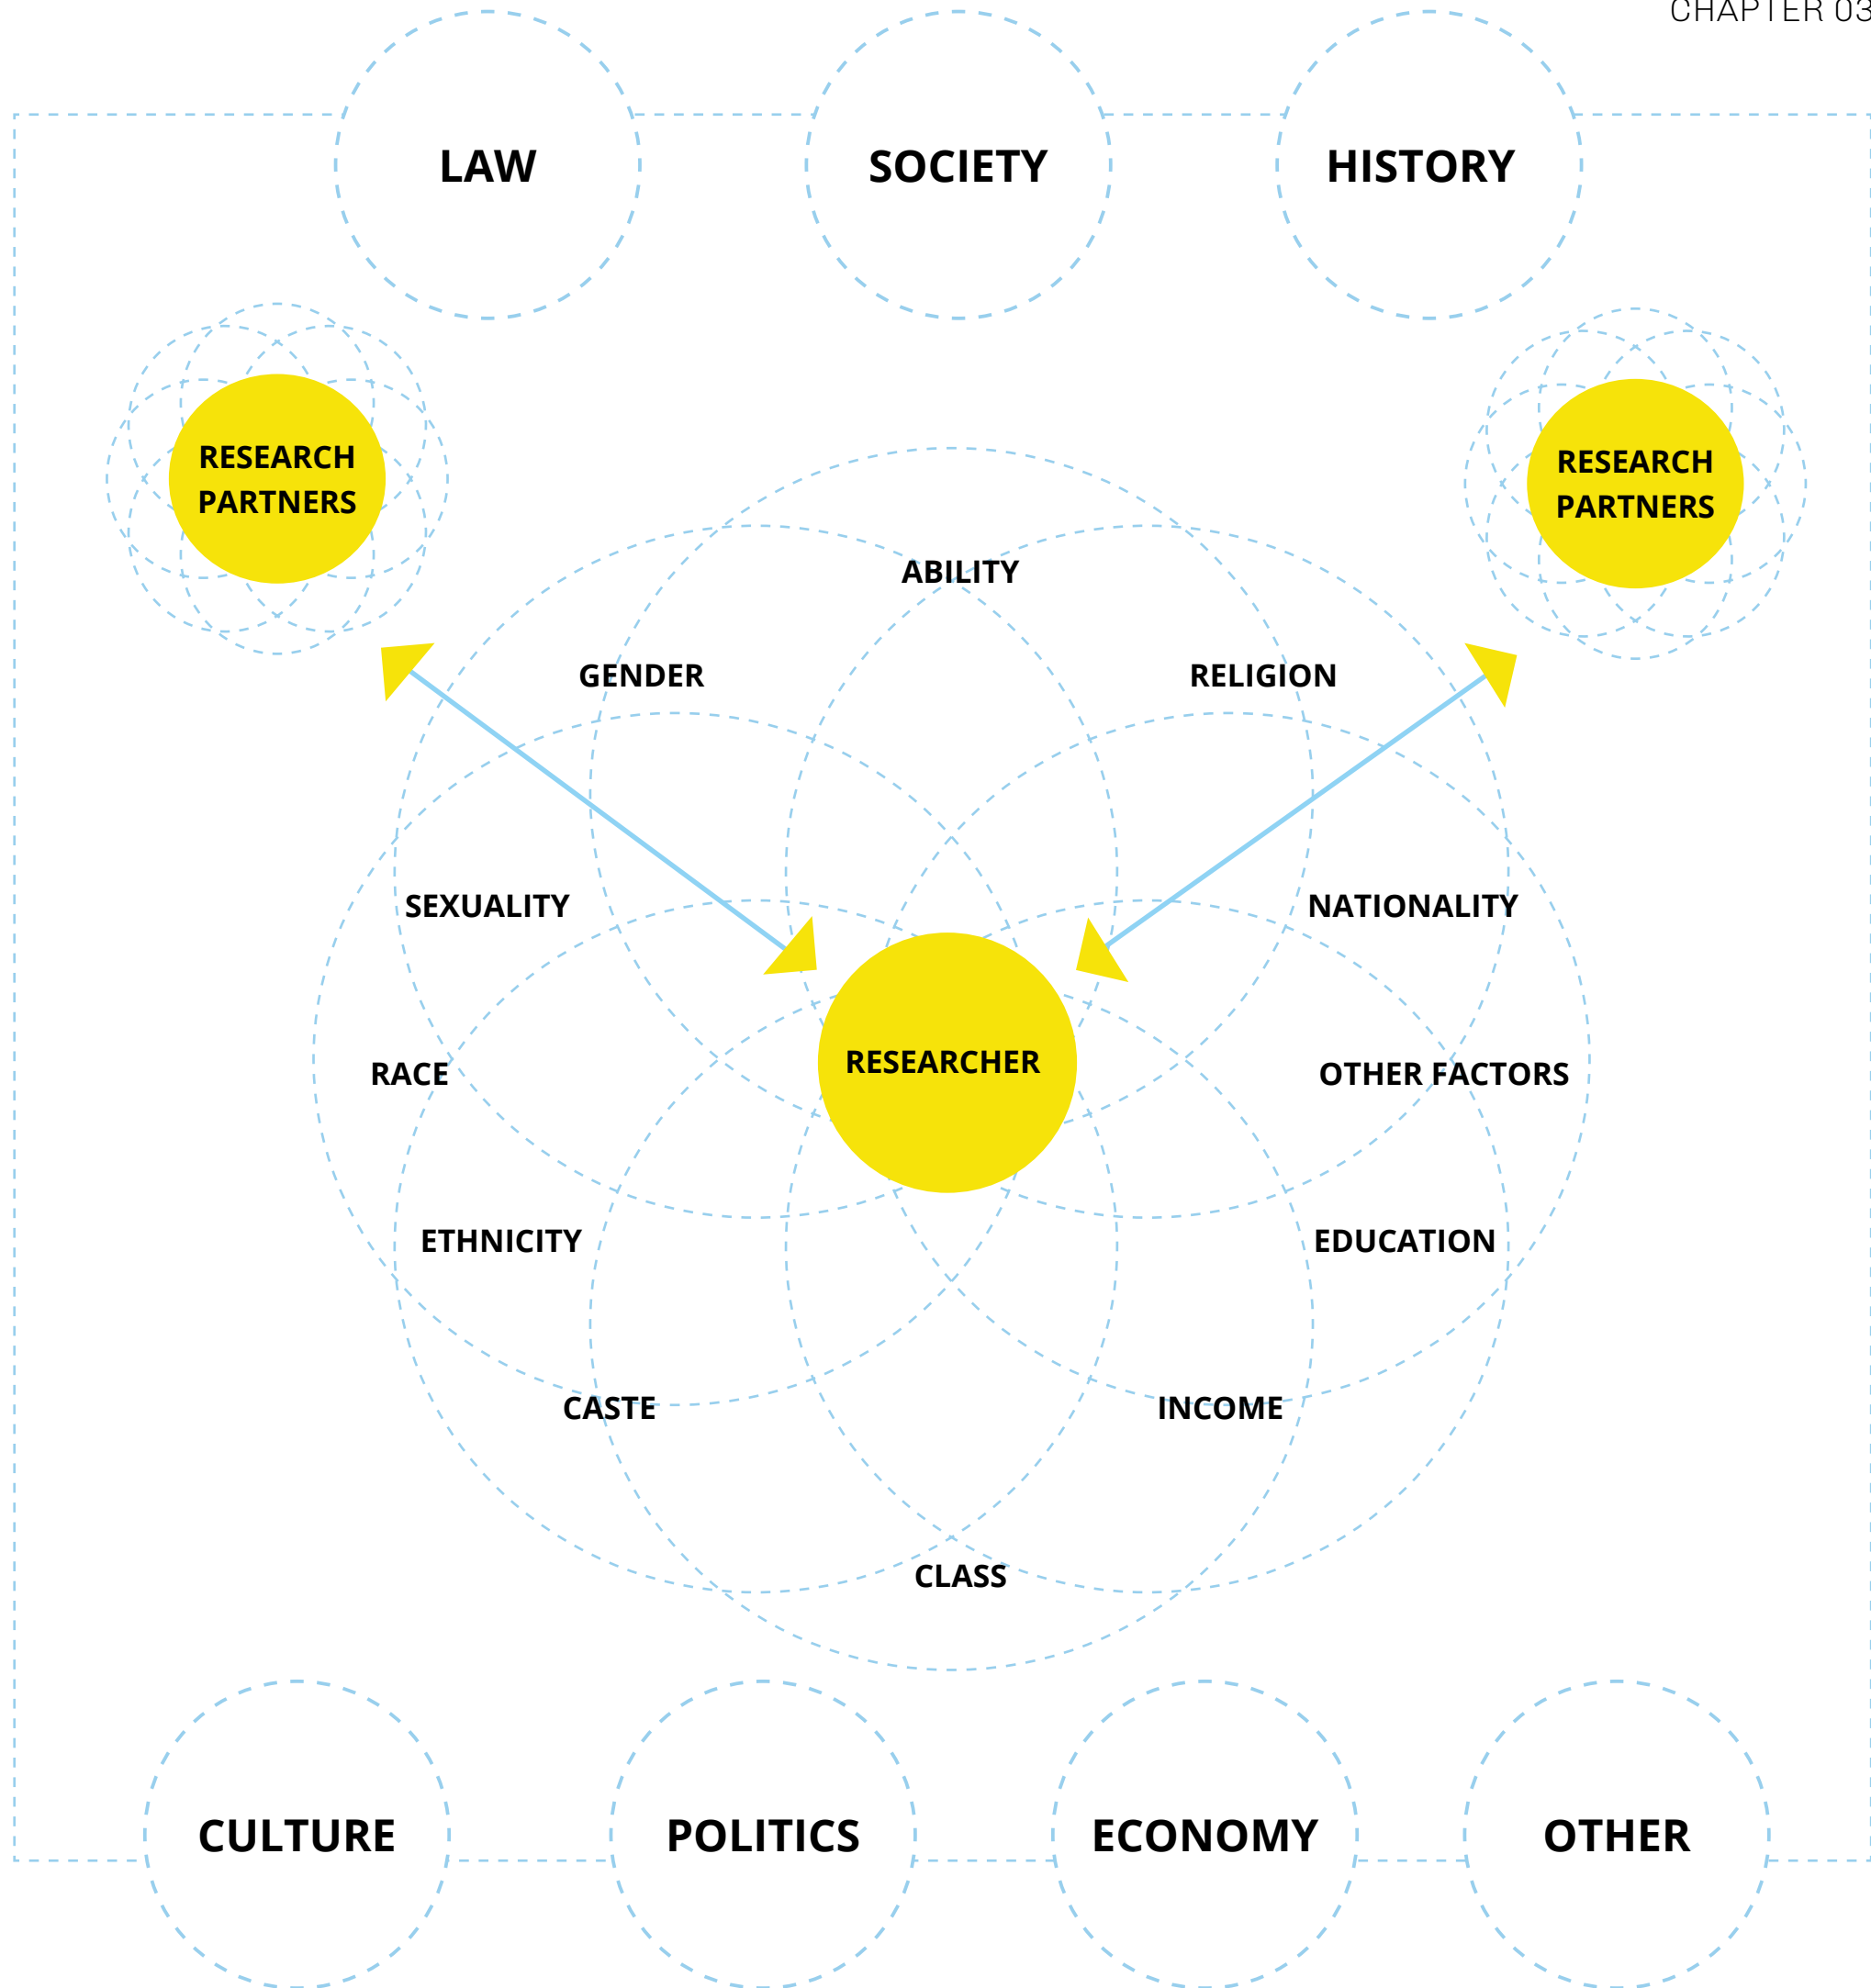 CHAPTER 03
LAW
SOCIETY
HISTORY
RESEARCH
PARTNERS
RESEARCH
PARTNERS
ABILITY
GENDER
RELIGION
SEXUALITY
NATIONALITY
RESEARCHER
RACE
OTHER FACTORS
ETHNICITY
EDUCATION
CASTE
INCOME
CLASS
CULTURE
POLITICS
ECONOMY
OTHER